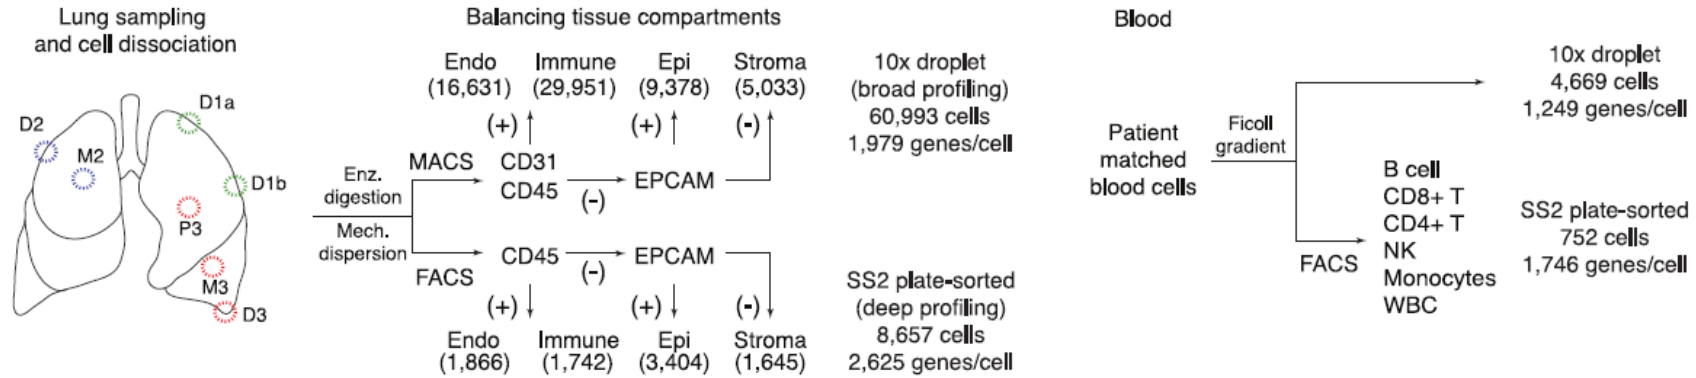 Lung sampling
and cell dissociation
D1a
D2
M2
D1b
P3
M3
D3
Balancing tissue compartments
Endo Immune Epi Stroma
(16,631) (29,951) (9,378) (5,033)
(+) (+) (-)
MACS
CD31
CD45
(-)
EPCAM
Enz.
digestion
Mech.
dispersion
FACS
CD45
(-)
EPCAM
(+) (+) (-)
Endo Immune Epi Stroma
(1,866) (1,742) (3,404) (1,645)
10x droplet
(broad profiling)
60,993 cells
1,979 genes/cell
SS2 plate-sorted
(deep profiling)
8,657 cells
2,625 genes/cell
Blood
Patient
matched
blood cells
Ficoll
gradient
FACS
B cell
CD8+ T
CD4+ T
NK
Monocytes
WBC
10x droplet
4,669 cells
1,249 genes/cell
SS2 plate-sorted
752 cells
1,746 genes/cell